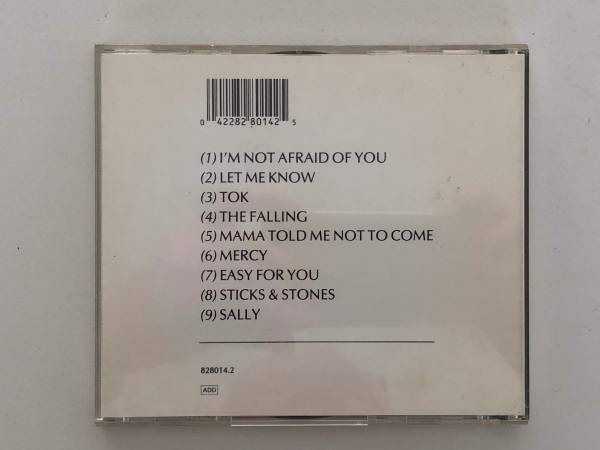 0 42282 80142 5
(1) I'M NOT AFRAID OF YOU
(2) LET ME KNOW
(3) TOK
(4) THE FALLING
(5) MAMA TOLD ME NOT TO COME
(6) MERCY
(7) EASY FOR YOU
(8) STICKS & STONES
(9) SALLY
828014.2
ADD